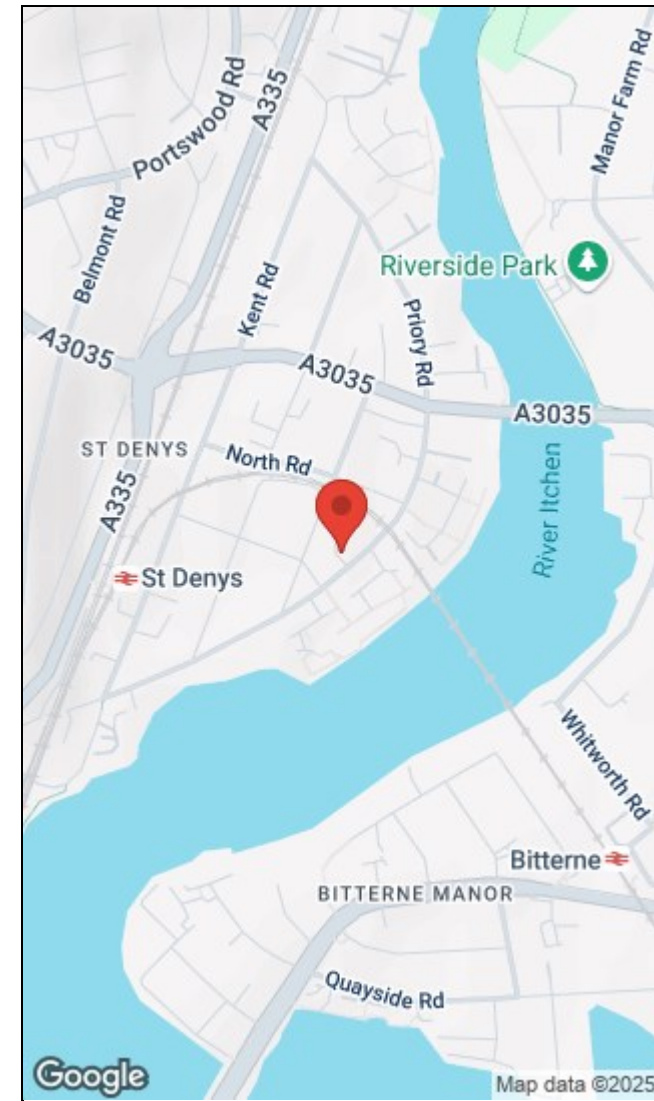 Portswood Rd
A335
Manor Farm Rd
Belmont Rd
Riverside Park
Kent Rd
Priory Rd
A3035
A3035
A3035
ST DENYS
North Rd
A335
River Itchen
St Denys
Whitworth Rd
Bitterne
BITTERNE MANOR
Quayside Rd
Google
Map data ©2025